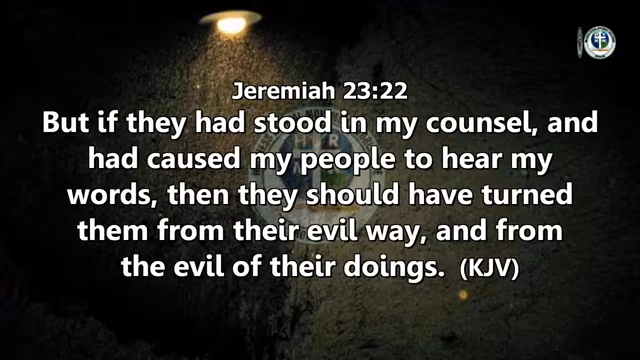 Jeremiah 23:22
But if they had stood in my counsel, and
had caused my people to hear my
words, then they should have turned
them from their evil way, and from
the evil of their doings. (KJV)